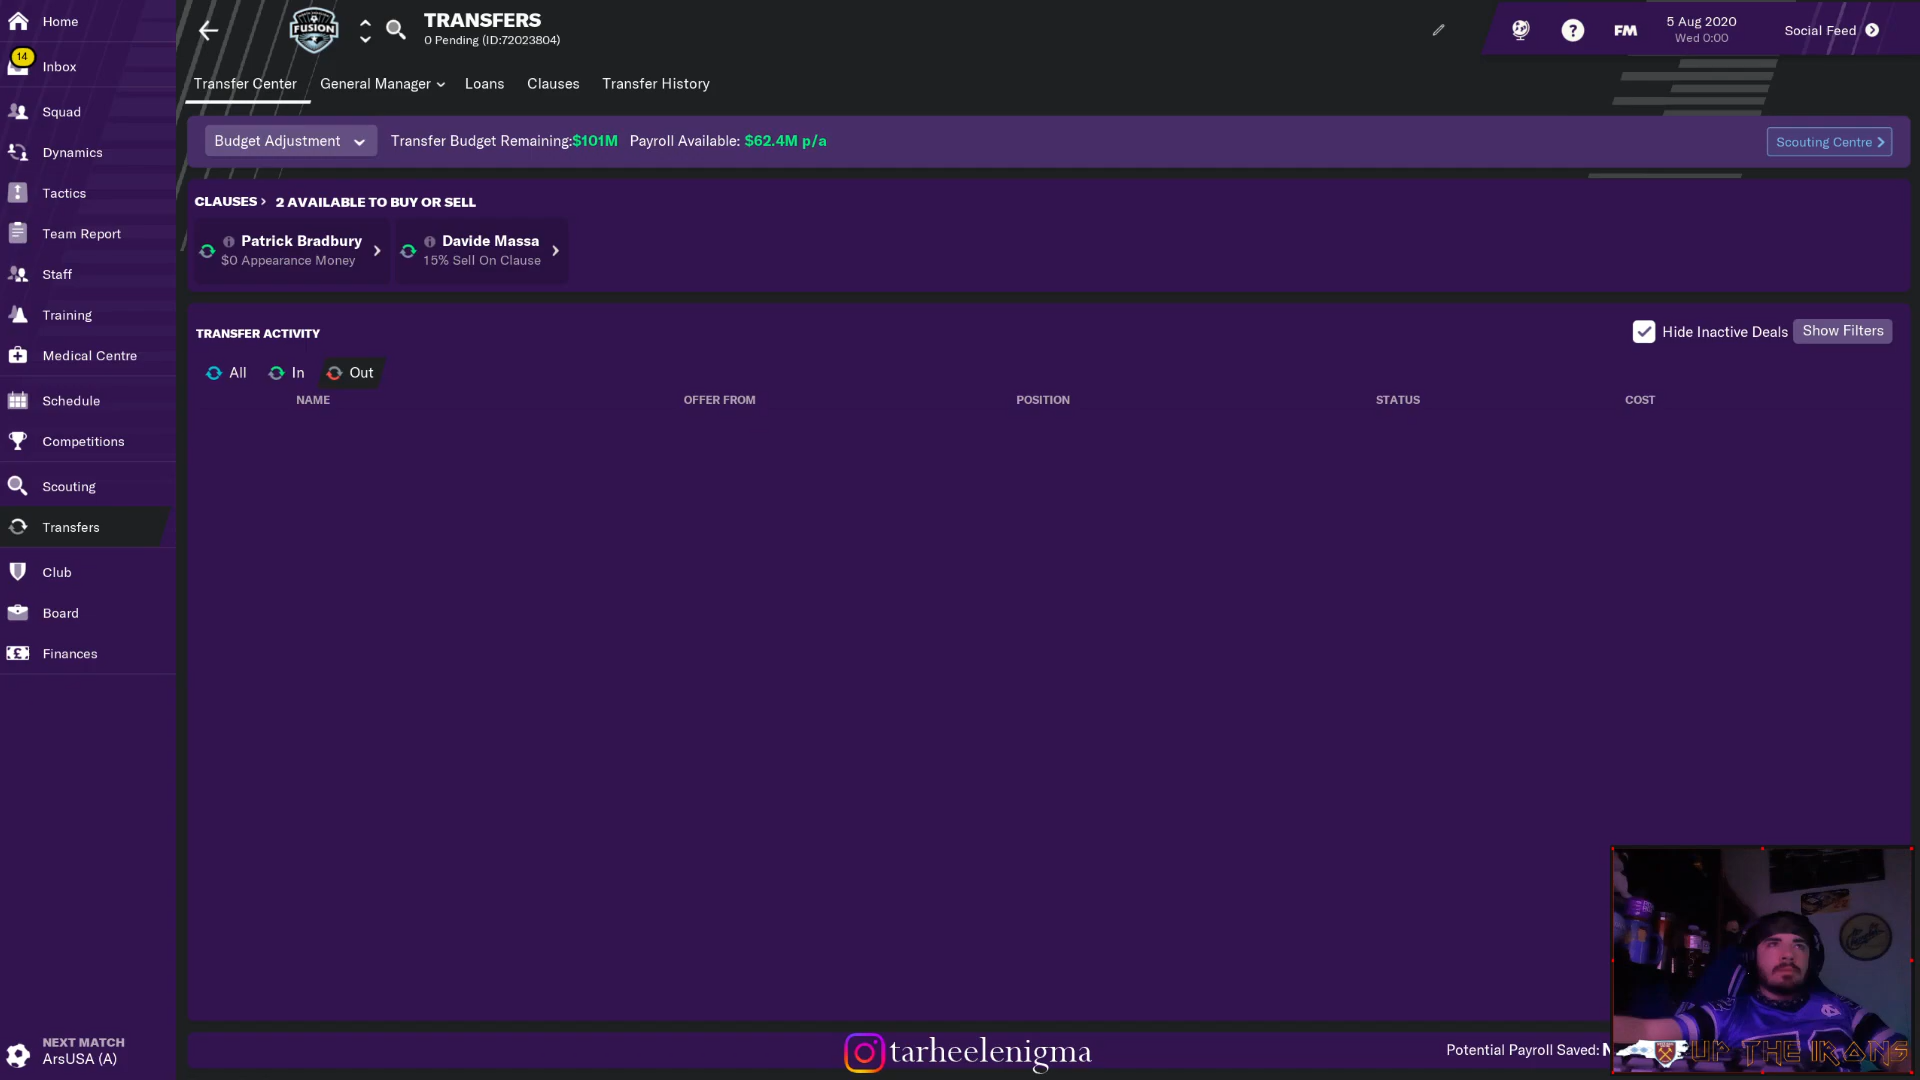 Home
14
Inbox
Squad
Dynamics
Tactics
Team Report
Staff
Training
Medical Centre
Schedule
Competitions
Scouting
Transfers
Club
Board
Finances
NEXT MATCH
ArsUSA (A)
FUSION
TRANSFERS
0 Pending (ID:72023804)
FM
5 Aug 2020
Wed 0:00
Social Feed
Transfer Center General Manager Loans Clauses Transfer History
Budget Adjustment Transfer Budget Remaining:$101M Payroll Available: $62.4M p/a
Scouting Centre
CLAUSES 2 AVAILABLE TO BUY OR SELL
Patrick Bradbury
$0 Appearance Money
Davide Massa
15% Sell On Clause
TRANSFER ACTIVITY
Hide Inactive Deals Show Filters
All In Out
NAME OFFER FROM POSITION STATUS COST
tarheelenigma
Potential Payroll Saved:
UP THE IRONS